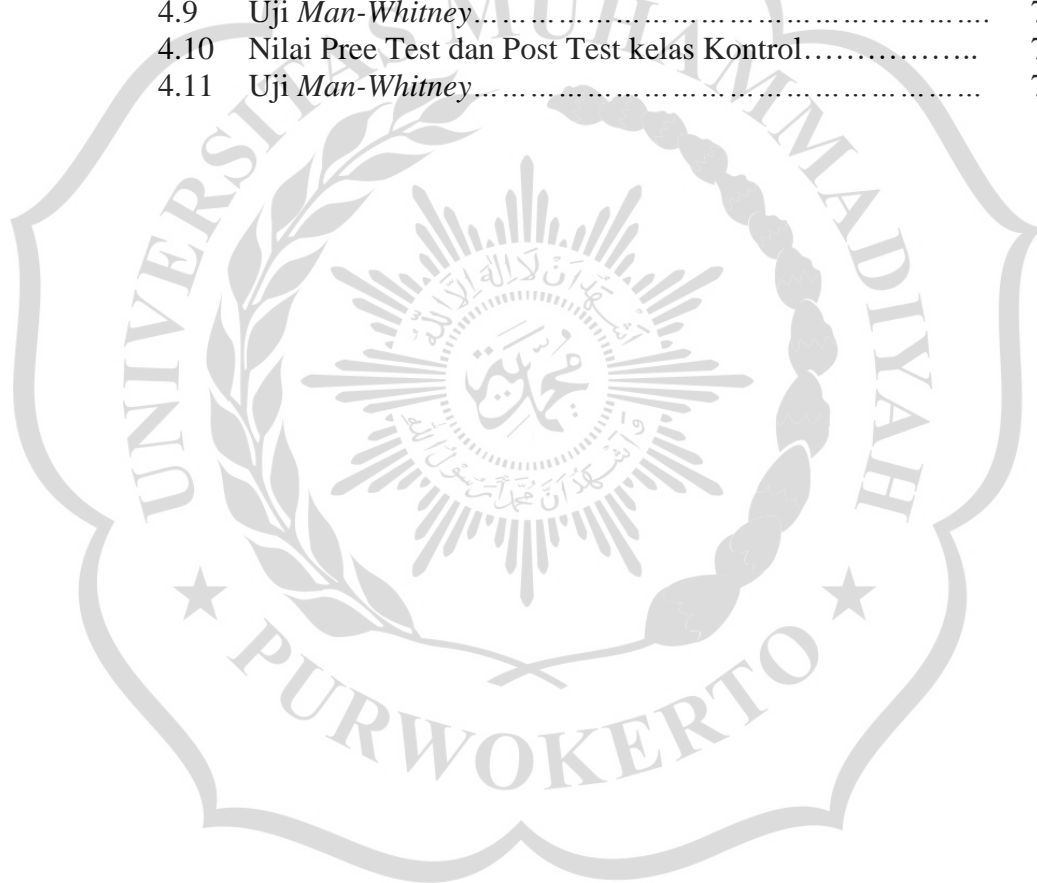 4.9 Uji Man-Whitney……………………………………………….
4.10 Nilai Pree Test dan Post Test kelas Kontrol……………..
4.11 Uji Man-Whitney………………………………………………
UNIVERSITAS MUHAMMADIYAH
PURWOKERTO